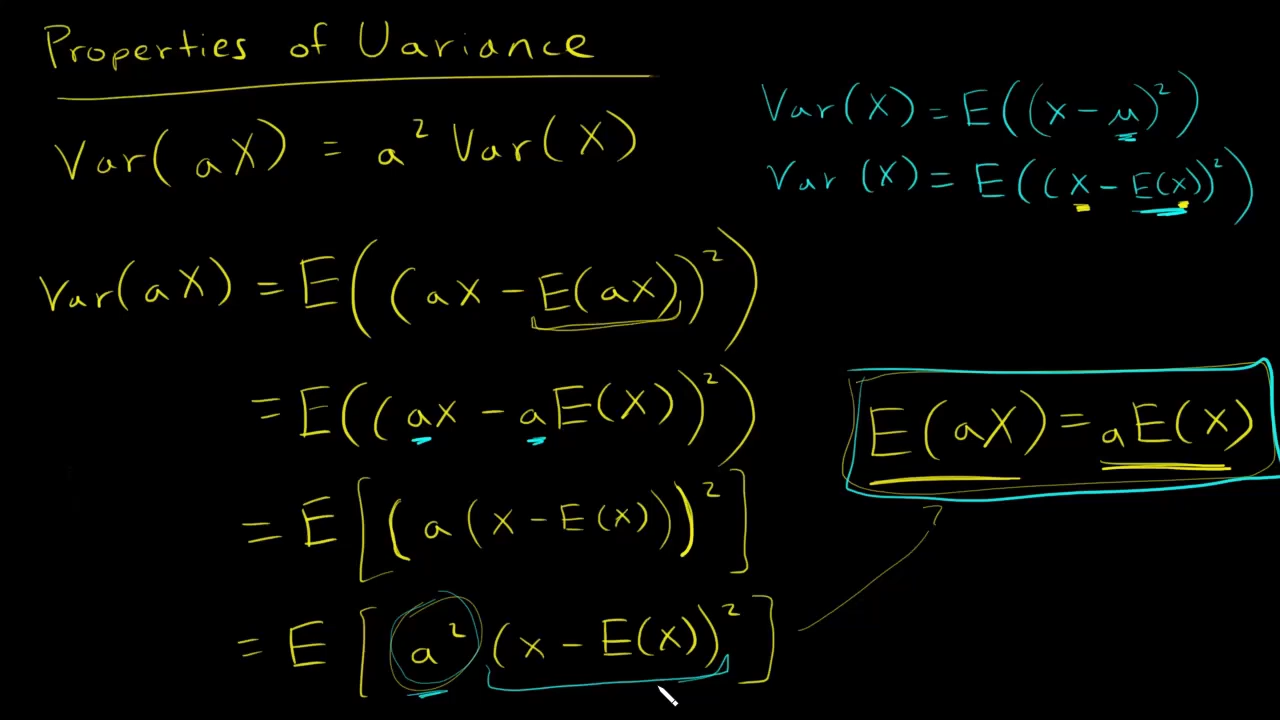 Properties of Variance
Var(aX) = a² Var(X)
Var(X) = E((x - μ)²)
Var(X) = E((x - E(x))²)
Var(aX) = E((ax - E(ax))²)
= E((ax - aE(X))²)
E(aX) = aE(x)
= E[(a(x - E(x)))²]
= E[a² (x - E(x))²]